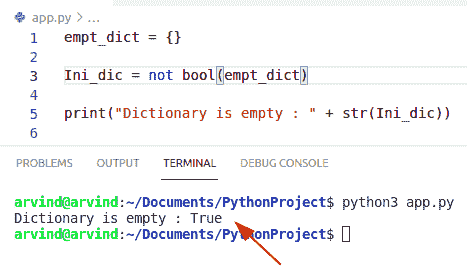 app.py > ...
1 empt_dict = {}
2
3 Ini_dic = not bool(empt_dict)
4
5 print("Dictionary is empty : " + str(Ini_dic))
6
PROBLEMS OUTPUT TERMINAL DEBUG CONSOLE
arvind@arvind:~/Documents/PythonProject$ python3 app.py
Dictionary is empty : True
arvind@arvind:~/Documents/PythonProject$